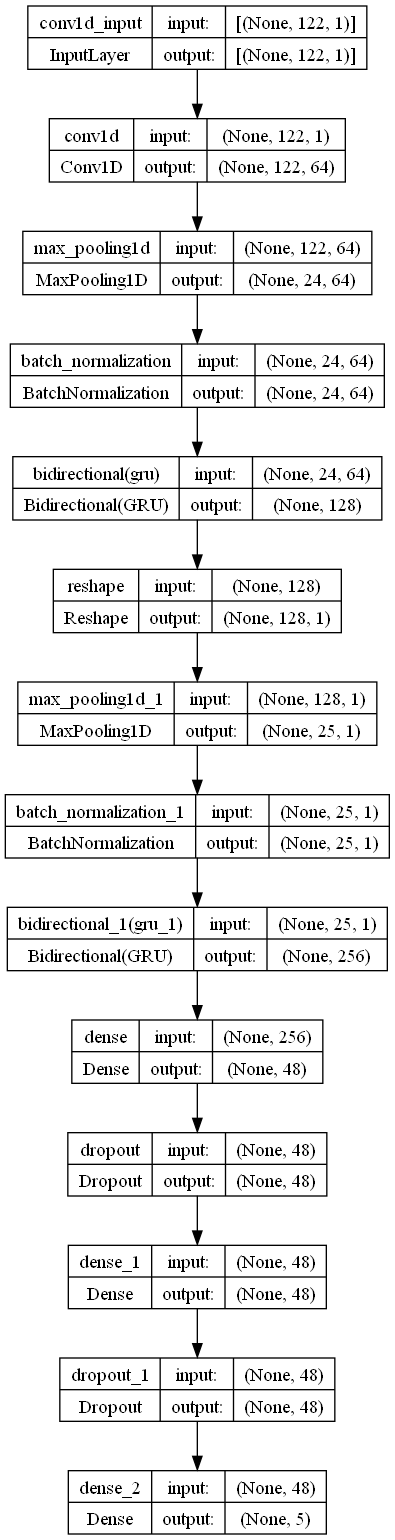 conv1d_input input: [(None, 122, 1)]
InputLayer output: [(None, 122, 1)]
conv1d input: (None, 122, 1)
Conv1D output: (None, 122, 64)
max_pooling1d input: (None, 122, 64)
MaxPooling1D output: (None, 24, 64)
batch_normalization input: (None, 24, 64)
BatchNormalization output: (None, 24, 64)
bidirectional(gru) input: (None, 24, 64)
Bidirectional(GRU) output: (None, 128)
reshape input: (None, 128)
Reshape output: (None, 128, 1)
max_pooling1d_1 input: (None, 128, 1)
MaxPooling1D output: (None, 25, 1)
batch_normalization_1 input: (None, 25, 1)
BatchNormalization output: (None, 25, 1)
bidirectional_1(gru_1) input: (None, 25, 1)
Bidirectional(GRU) output: (None, 256)
dense input: (None, 256)
Dense output: (None, 48)
dropout input: (None, 48)
Dropout output: (None, 48)
dense_1 input: (None, 48)
Dense output: (None, 48)
dropout_1 input: (None, 48)
Dropout output: (None, 48)
dense_2 input: (None, 48)
Dense output: (None, 5)